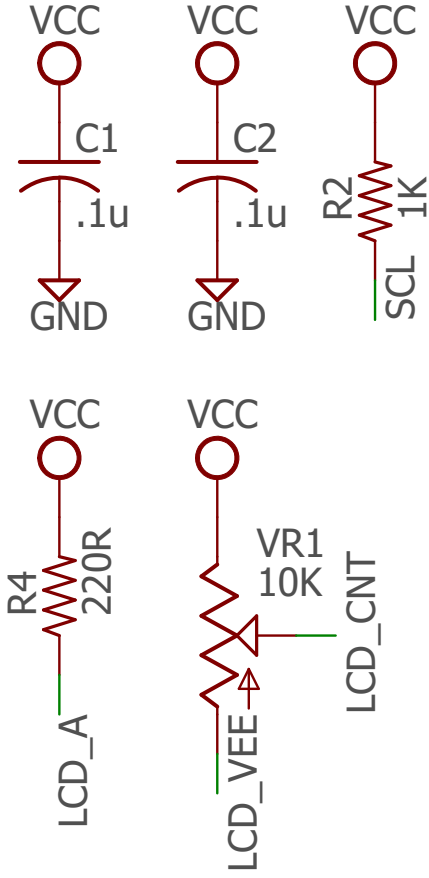 VCC
C1
.1u
GND
VCC
C2
.1u
GND
VCC
R2
1K
SCL
VCC
R4
220R
LCD_A
VCC
VR1
10K
LCD_CNT
LCD_VEE